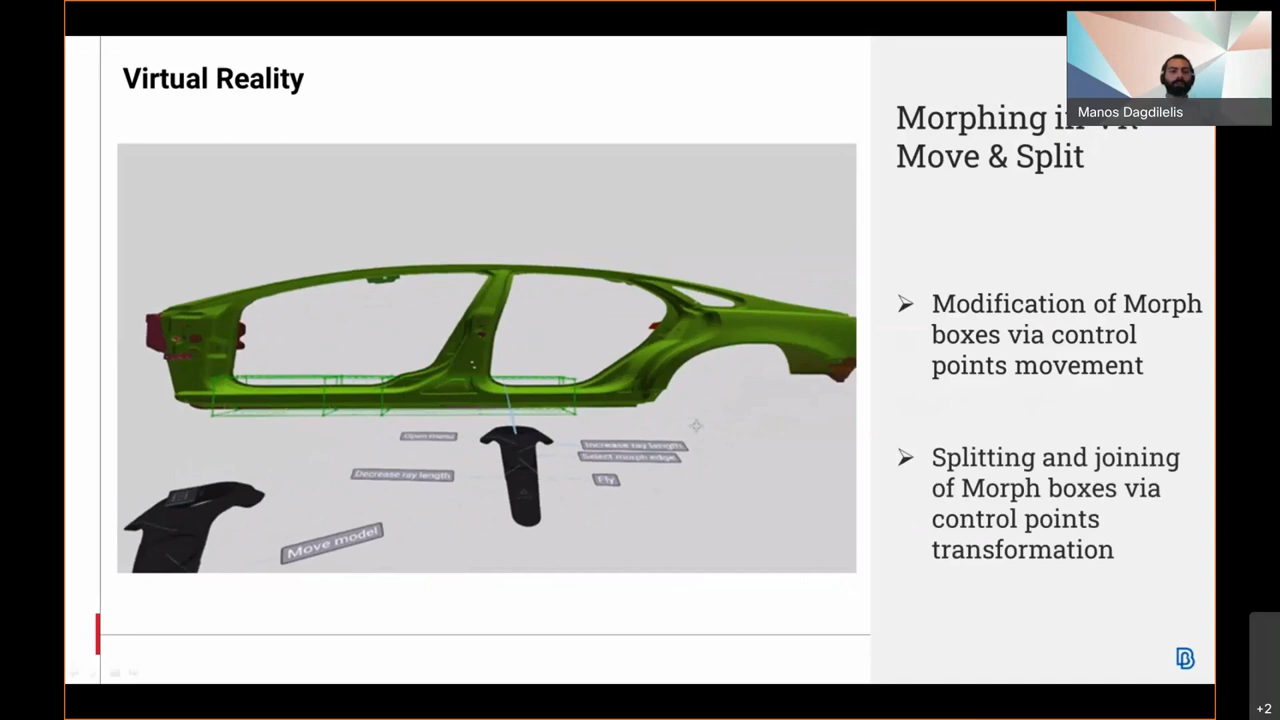 Virtual Reality
Manos Dagdilelis
Morphing in VR
Move & Split
Modification of Morph
boxes via control
points movement
Splitting and joining
of Morph boxes via
control points
transformation
Open menu
Increase ray length
Select morph edge
Decrease ray length
Fly
Move model
+2